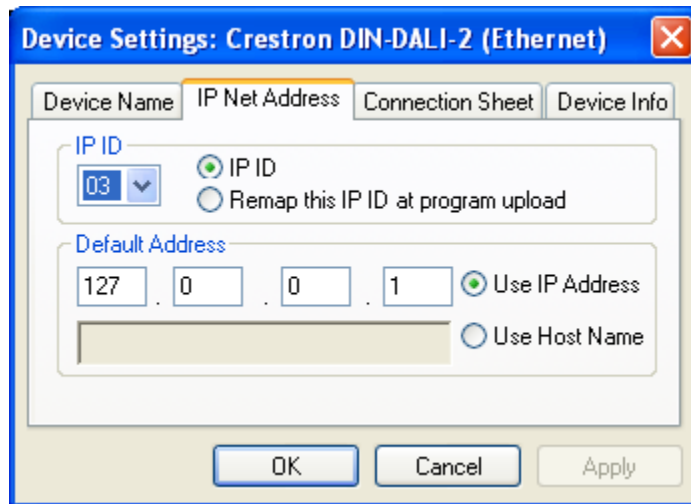 Device Settings: Crestron DIN-DALI-2 (Ethernet)
Device Name IP Net Address Connection Sheet Device Info
IP ID
03 IP ID
Remap this IP ID at program upload
Default Address
127 . 0 . 0 . 1 Use IP Address
Use Host Name
OK Cancel Apply